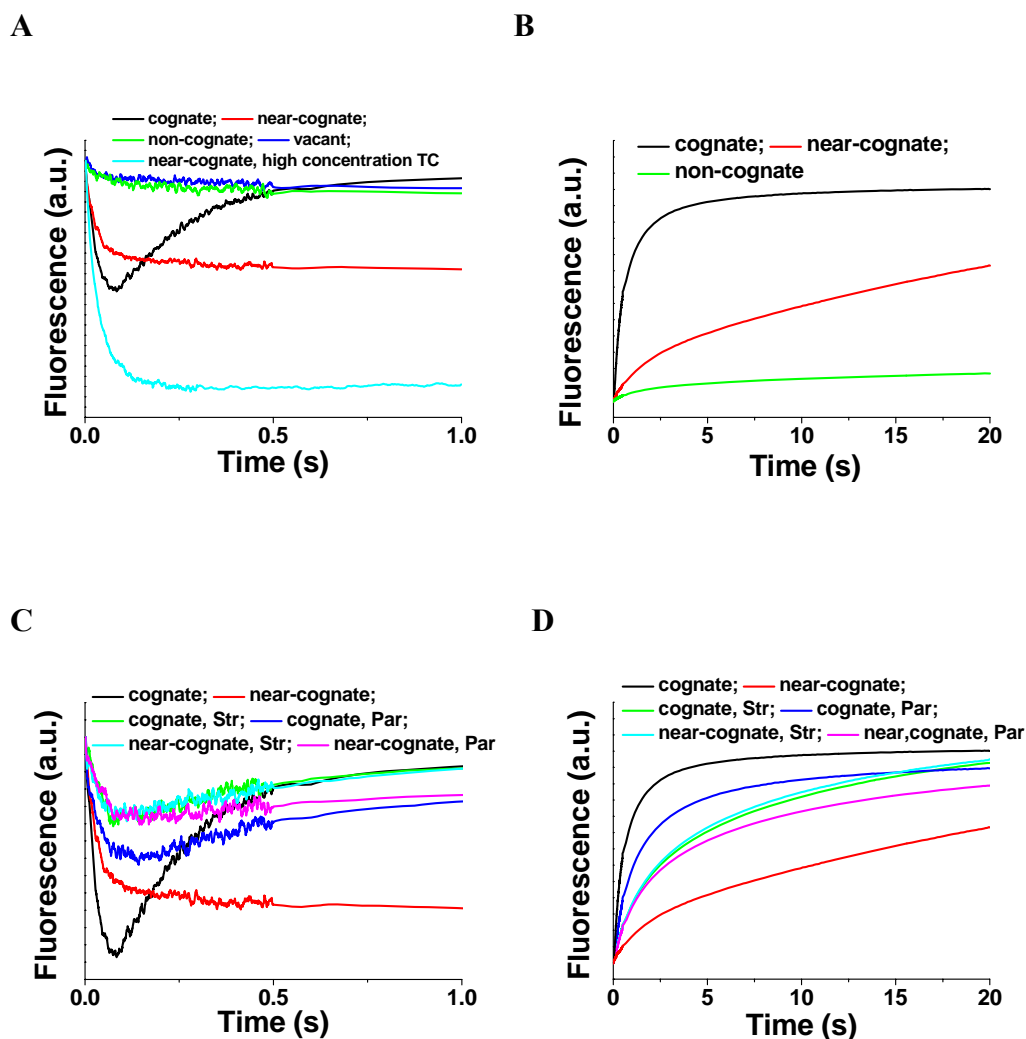 A
cognate; near-cognate;
non-cognate; vacant;
near-cognate, high concentration TC
Fluorescence (a.u.)
0.0 0.5 1.0
Time (s)
B
cognate; near-cognate;
non-cognate
Fluorescence (a.u.)
0 5 10 15 20
Time (s)
C
cognate; near-cognate;
cognate, Str; cognate, Par;
near-cognate, Str; near-cognate, Par
Fluorescence (a.u.)
0.0 0.5 1.0
Time (s)
D
cognate; near-cognate;
cognate, Str; cognate, Par;
near-cognate, Str; near,cognate, Par
Fluorescence (a.u.)
0 5 10 15 20
Time (s)